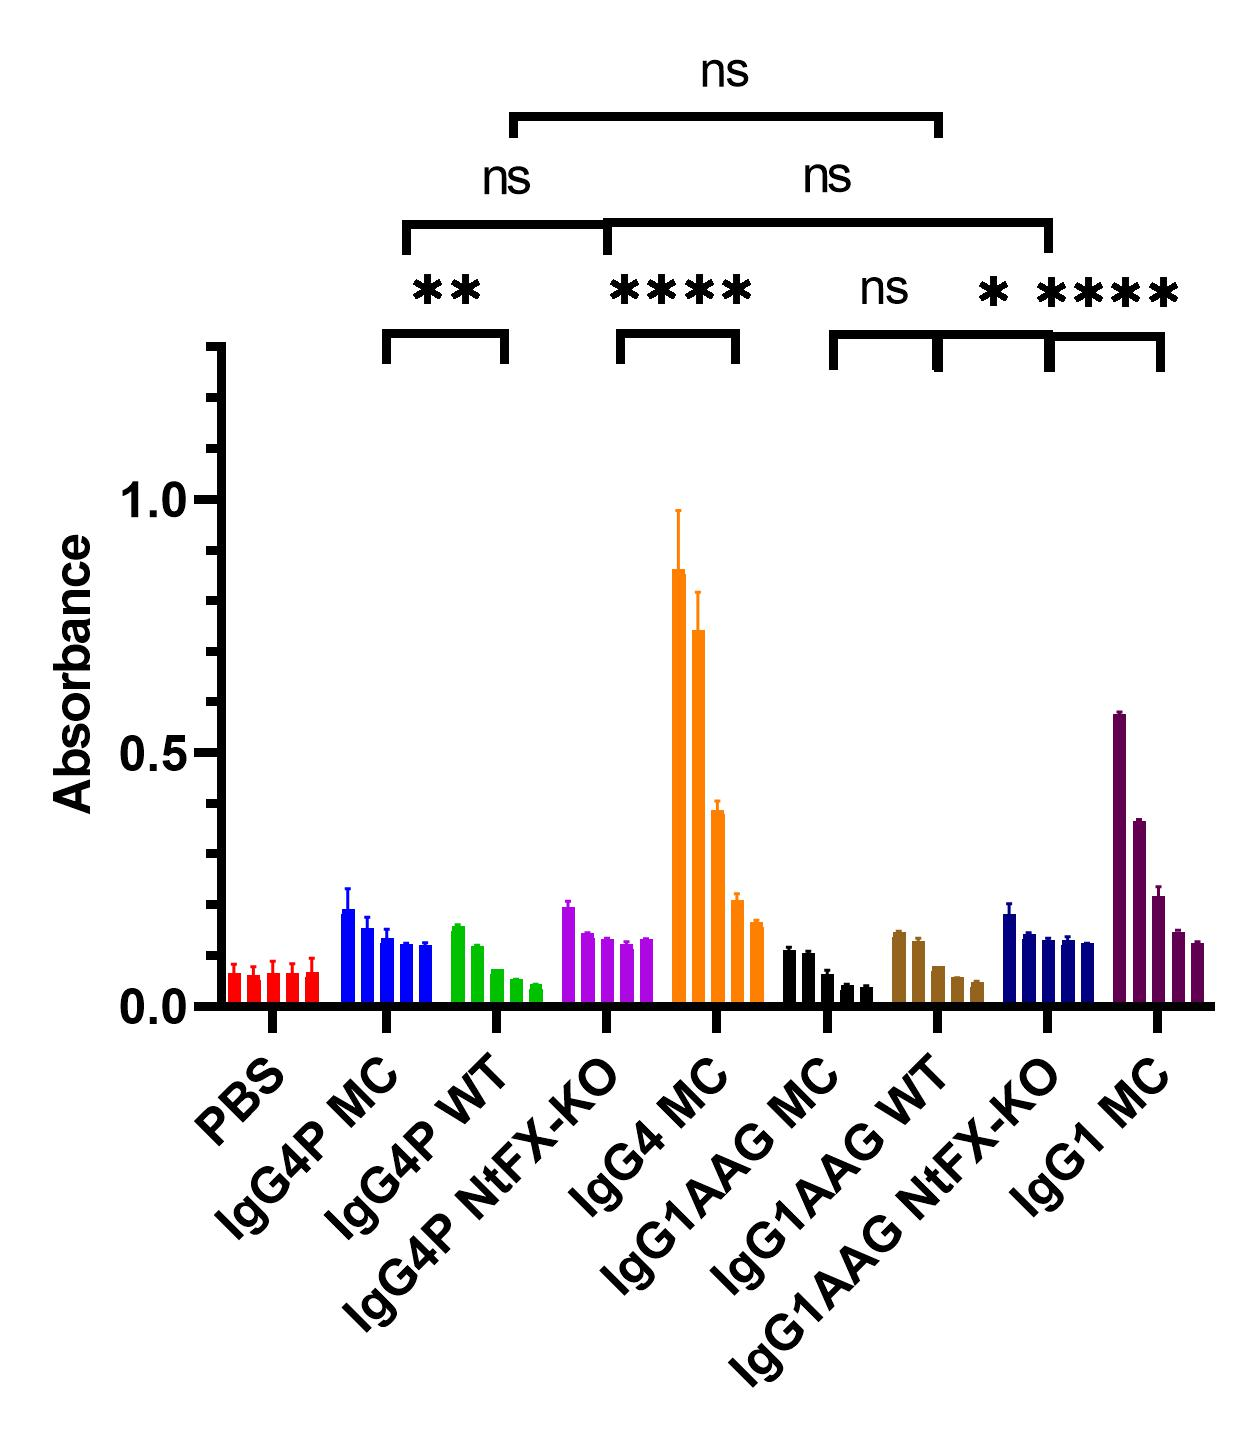 ns
ns ns
** **** ns * ****
1.0
0.5
0.0
Absorbance
PBS
IgG4P MC
IgG4P WT
IgG4P NtFX-KO
IgG4 MC
IgG1AAG MC
IgG1AAG WT
IgG1AAG NtFX-KO
IgG1 MC